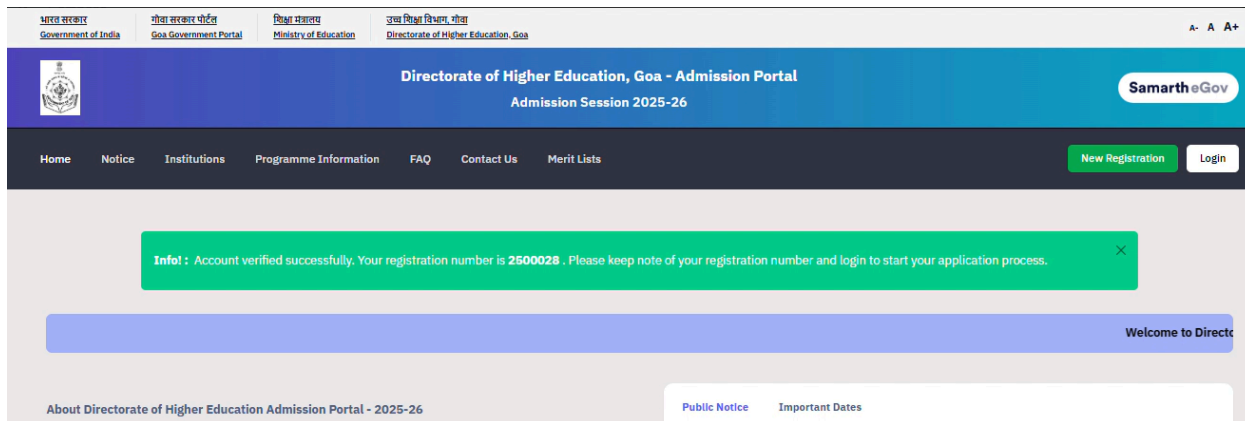 भारत सरकार
Government of India
गोवा सरकार पोर्टल
Goa Government Portal
शिक्षा मंत्रालय
Ministry of Education
उच्च शिक्षा विभाग, गोवा
Directorate of Higher Education, Goa
A- A A+
Directorate of Higher Education, Goa - Admission Portal
Admission Session 2025-26
Samarth eGov
Home Notice Institutions Programme Information FAQ Contact Us Merit Lists New Registration Login
Info! : Account verified successfully. Your registration number is 2500028 . Please keep note of your registration number and login to start your application process.
Welcome to Directo
About Directorate of Higher Education Admission Portal - 2025-26
Public Notice Important Dates